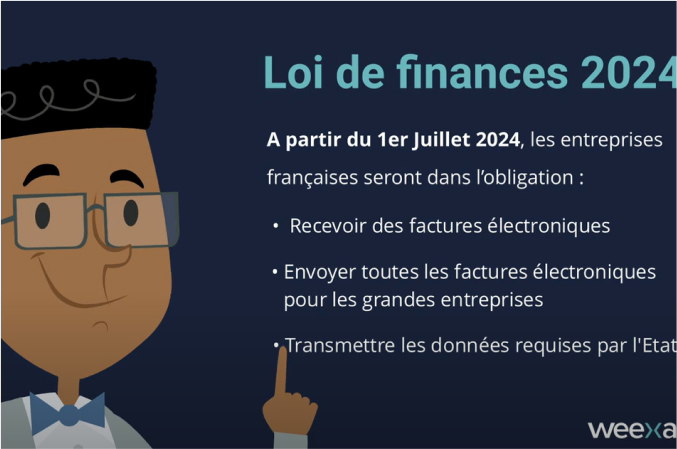 Loi de finances 2024
A partir du 1er Juillet 2024, les entreprises
françaises seront dans l'obligation :
• Recevoir des factures électroniques
• Envoyer toutes les factures électroniques
pour les grandes entreprises
• Transmettre les données requises par l'Etat
weexa